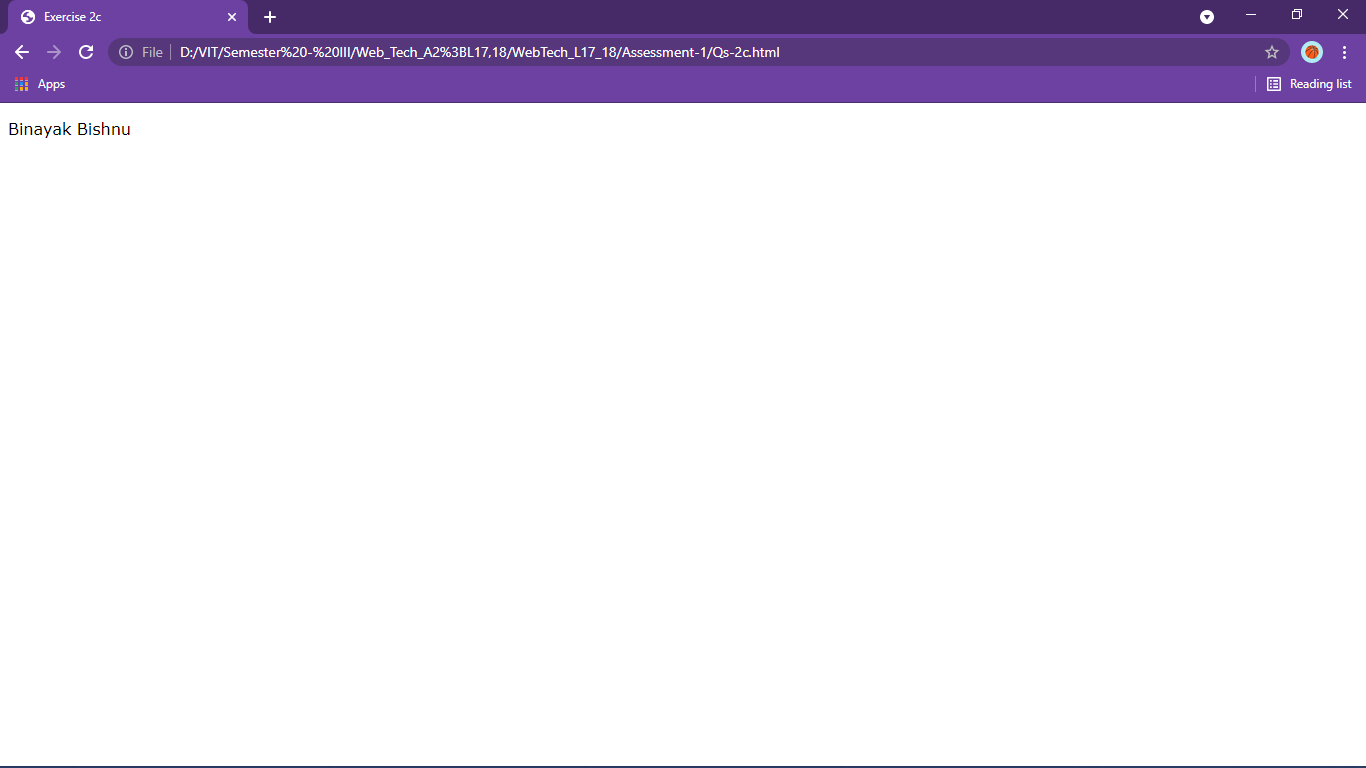 Exercise 2c
File D:/VIT/Semester%20-%20III/Web_Tech_A2%3BL17,18/WebTech_L17_18/Assessment-1/Qs-2c.html
Apps Reading list
Binayak Bishnu